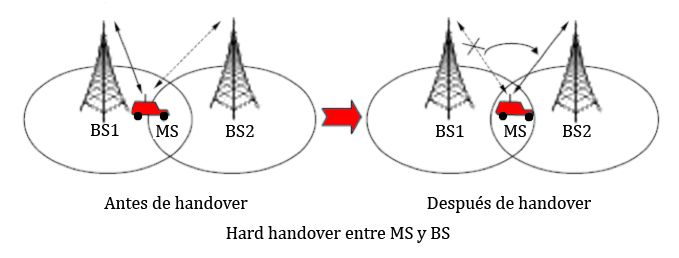 BS1 MS BS2 BS1 MS BS2
Antes de handover Después de handover
Hard handover entre MS y BS